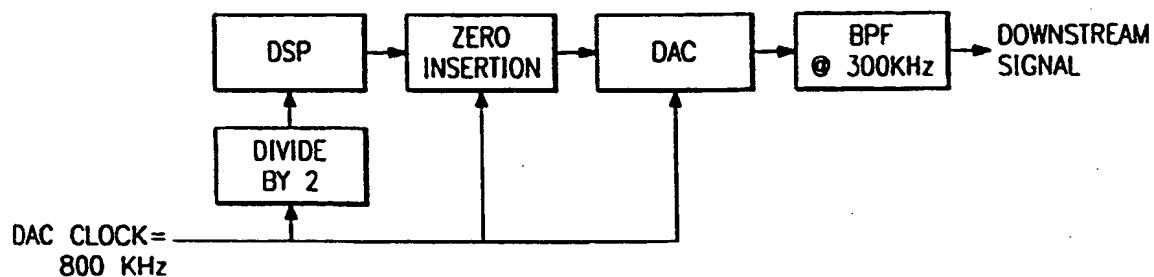 DSP
ZERO
INSERTION
DAC
BPF
@ 300KHz
DOWNSTREAM
SIGNAL
DIVIDE
BY 2
DAC CLOCK=
800 KHz